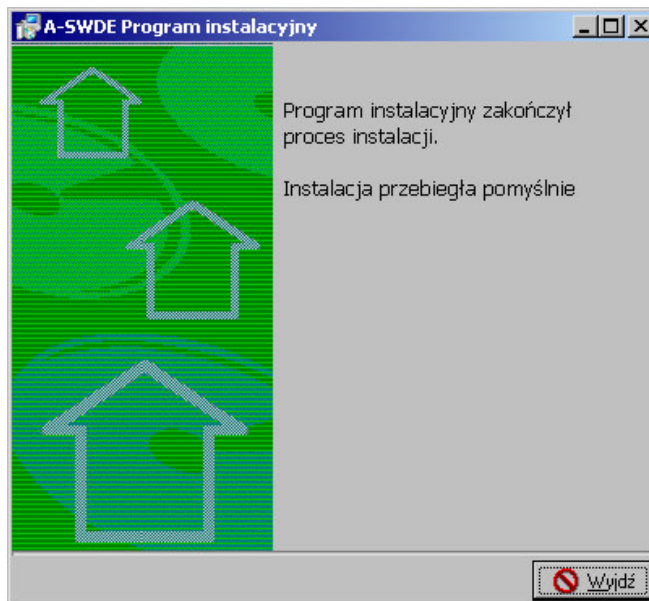 A-SWDE Program instalacyjny
Program instalacyjny zakończył
proces instalacji.
Instalacja przebiegła pomyślnie
Wyjdź